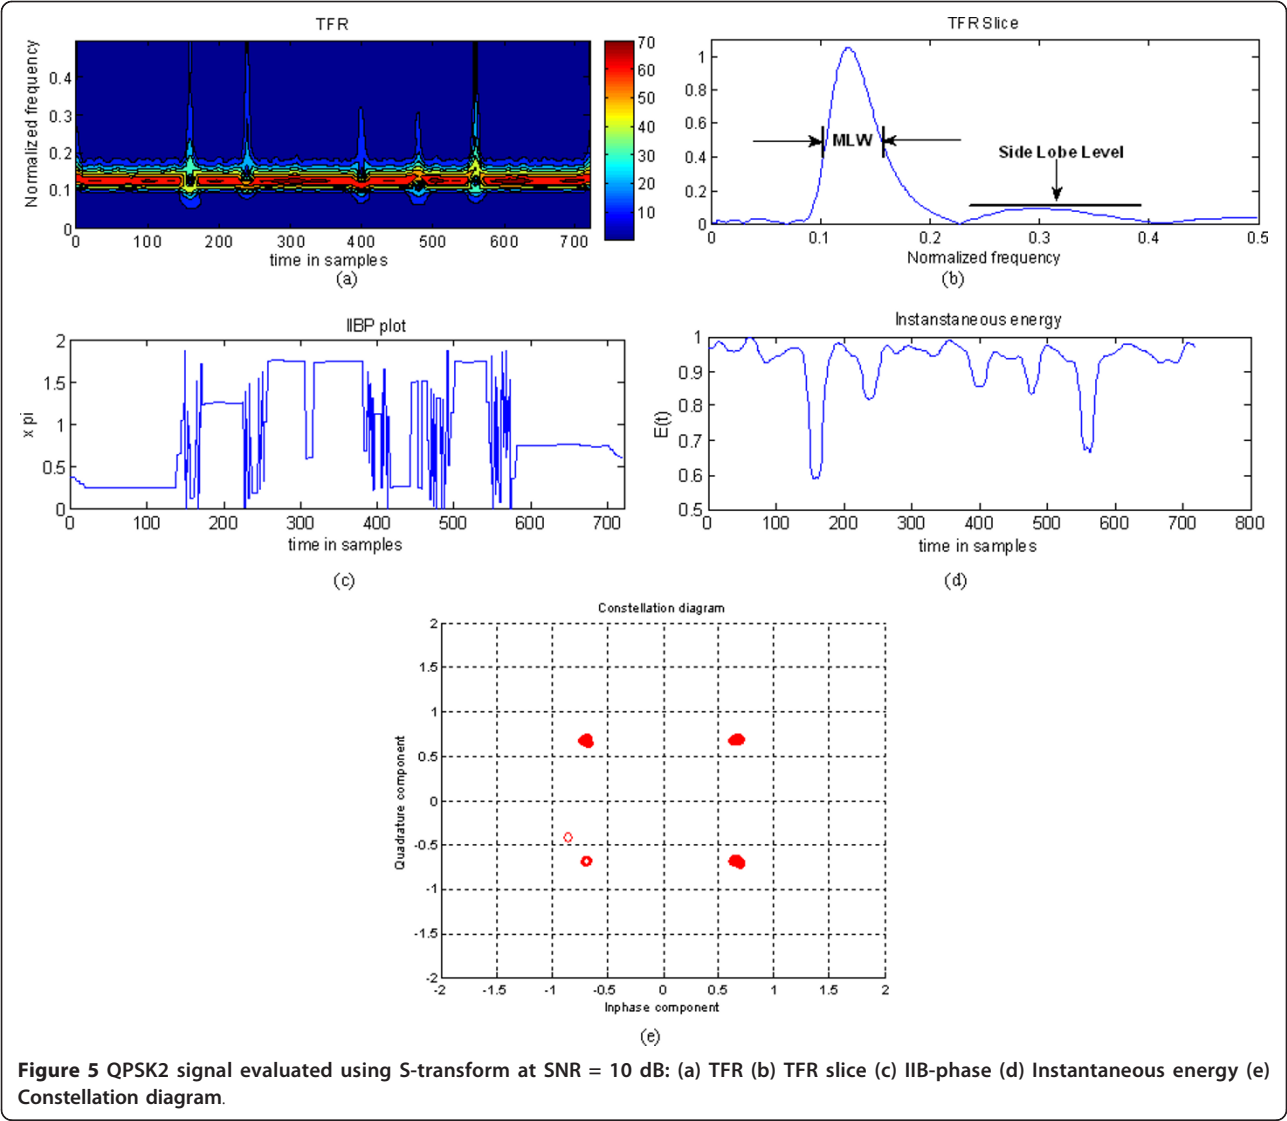 TFR
Normalized frequency
0.4
0.3
0.2
0.1
0
0 100 200 300 400 500 600 700
time in samples
(a)
70
60
50
40
30
20
10
TFR Slice
1
0.8
0.6
0.4
0.2
0
MLW
Side Lobe Level
0 0.1 0.2 0.3 0.4 0.5
Normalized frequency
(b)
IIBP plot
x pi
2
1.5
1
0.5
0
0 100 200 300 400 500 600 700
time in samples
(c)
Instanstaneous energy
E(t)
1
0.9
0.8
0.7
0.6
0.5
0 100 200 300 400 500 600 700 800
time in samples
(d)
Constellation diagram
Quadrature component
2
1.5
1
0.5
0
-0.5
-1
-1.5
-2
-2 -1.5 -1 -0.5 0 0.5 1 1.5 2
Inphase component
(e)
Figure 5 QPSK2 signal evaluated using S-transform at SNR = 10 dB: (a) TFR (b) TFR slice (c) IIB-phase (d) Instantaneous energy (e)
Constellation diagram.